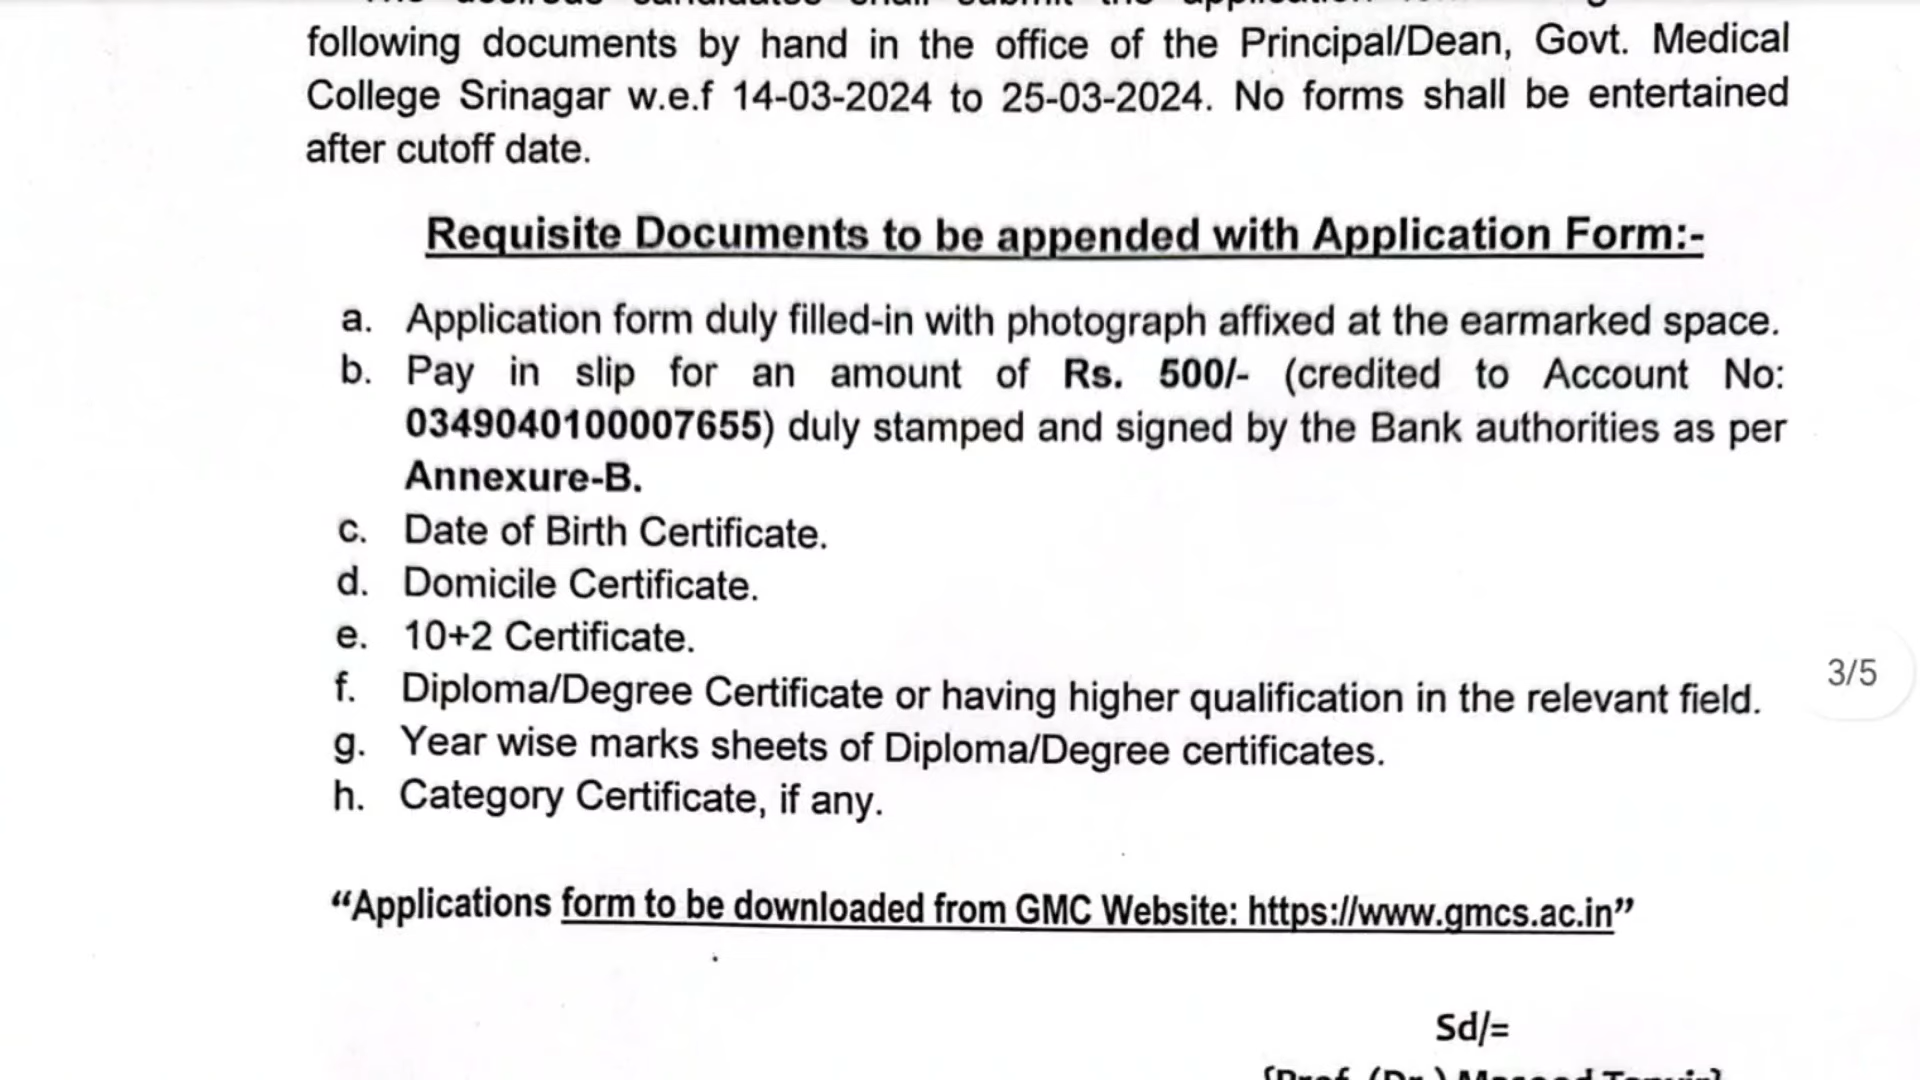 following documents by hand in the office of the Principal/Dean, Govt. Medical
College Srinagar w.e.f 14-03-2024 to 25-03-2024. No forms shall be entertained
after cutoff date.
Requisite Documents to be appended with Application Form:-
a. Application form duly filled-in with photograph affixed at the earmarked space.
b. Pay in slip for an amount of Rs. 500/- (credited to Account No:
0349040100007655) duly stamped and signed by the Bank authorities as per
Annexure-B.
c. Date of Birth Certificate.
d. Domicile Certificate.
e. 10+2 Certificate.
3/5
f. Diploma/Degree Certificate or having higher qualification in the relevant field.
g. Year wise marks sheets of Diploma/Degree certificates.
h. Category Certificate, if any.
“Applications form to be downloaded from GMC Website: https://www.gmcs.ac.in”
Sd/=